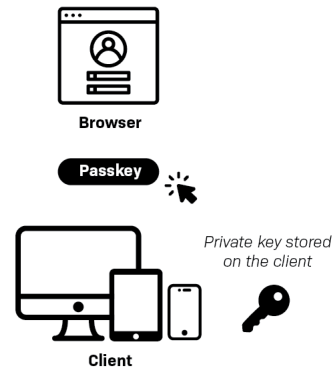 Browser
Passkey
Private key stored
on the client
Client